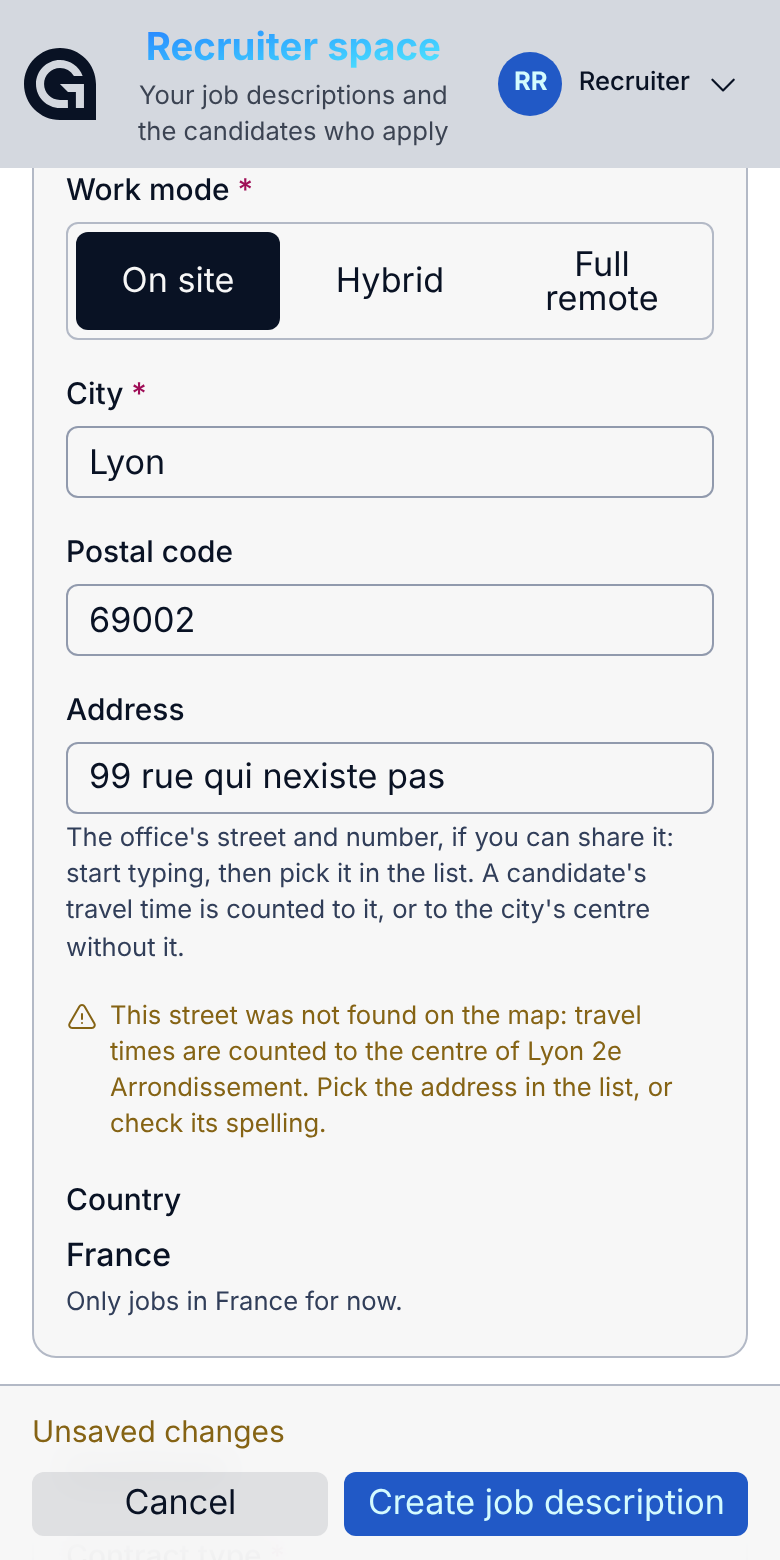 Recruiter space
Your job descriptions and
the candidates who apply
RR
Recruiter
Work mode *
On site
Hybrid
Full
remote
City *
Lyon
Postal code
69002
Address
99 rue qui nexiste pas
The office's street and number, if you can share it:
start typing, then pick it in the list. A candidate's
travel time is counted to it, or to the city's centre
without it.
This street was not found on the map: travel
times are counted to the centre of Lyon 2e
Arrondissement. Pick the address in the list, or
check its spelling.
Country
France
Only jobs in France for now.
Unsaved changes
Cancel
Create job description
Contract type *